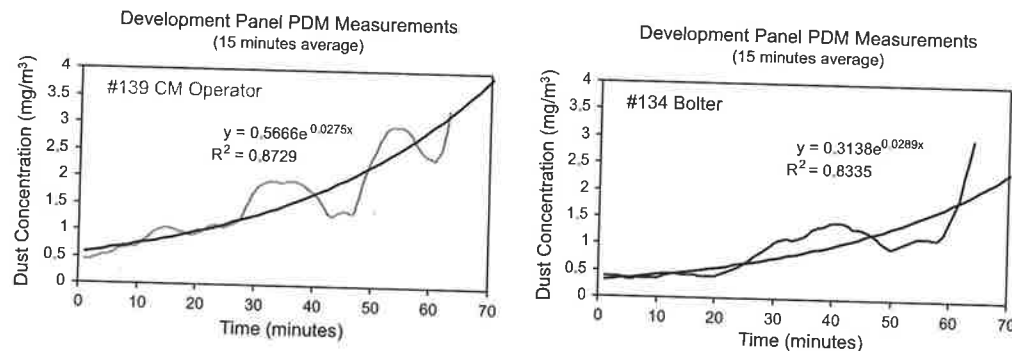 Development Panel PDM Measurements
(15 minutes average)
Dust Concentration (mg/m³)
4
3.5
3
2.5
2
1.5
1
0.5
0
#139 CM Operator
y = 0.5666e^0.0275x
R² = 0.8729
0 10 20 30 40 50 60 70
Time (minutes)
Development Panel PDM Measurements
(15 minutes average)
Dust Concentration (mg/m³)
4
3.5
3
2.5
2
1.5
1
0.5
0
#134 Bolter
y = 0.3138e^0.0289x
R² = 0.8335
0 10 20 30 40 50 60 70
Time (minutes)